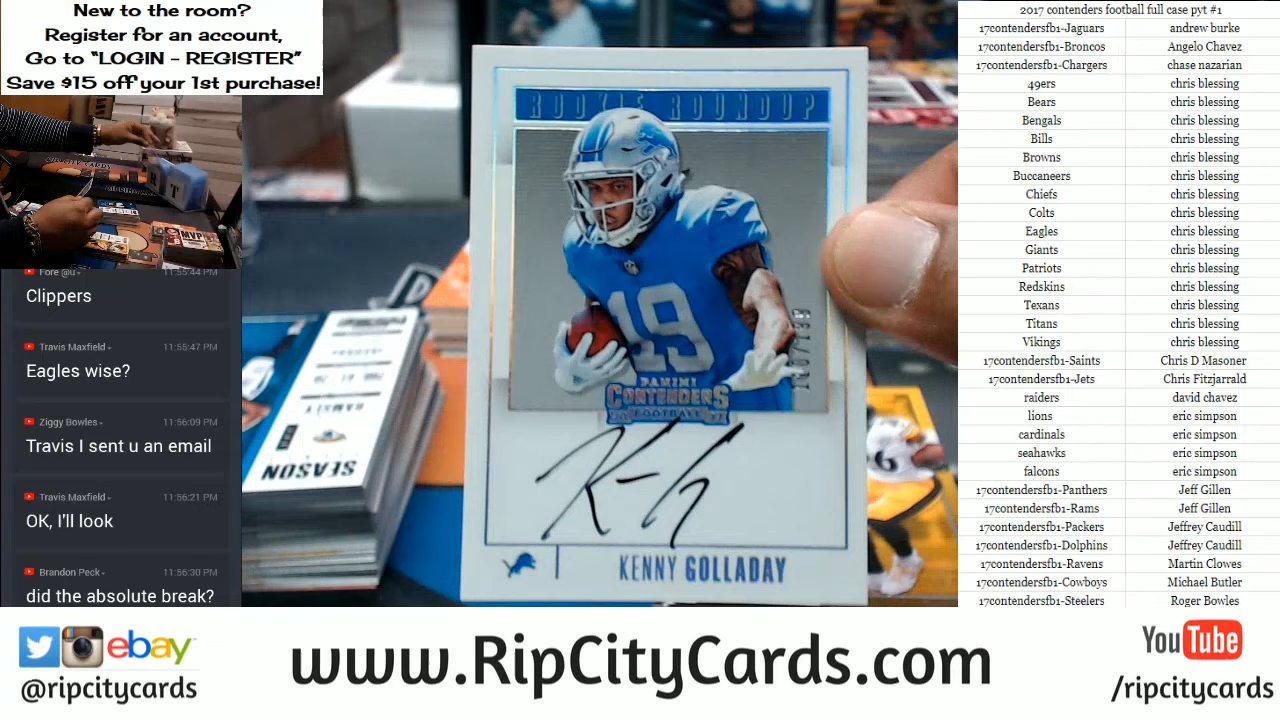 New to the room?
Register for an account,
Go to “LOGIN - REGISTER”
Save $15 off your 1st purchase!
Fore @u 11:55:44 PM
Clippers
Travis Maxfield 11:55:47 PM
Eagles wise?
Ziggy Bowles 11:56:09 PM
Travis I sent u an email
Travis Maxfield 11:56:21 PM
OK, I'll look
Brandon Peck 11:56:30 PM
did the absolute break?
ROOKIE ROUNDUP
19
PANINI
CONTENDERS
FOOTBALL
KENNY GOLLADAY
SEASON
MVP
2017 contenders football full case pyt #1
17contendersfb1-Jaguars andrew burke
17contendersfb1-Broncos Angelo Chavez
17contendersfb1-Chargers chase nazarian
49ers chris blessing
Bears chris blessing
Bengals chris blessing
Bills chris blessing
Browns chris blessing
Buccaneers chris blessing
Chiefs chris blessing
Colts chris blessing
Eagles chris blessing
Giants chris blessing
Patriots chris blessing
Redskins chris blessing
Texans chris blessing
Titans chris blessing
Vikings chris blessing
17contendersfb1-Saints Chris D Masoner
17contendersfb1-Jets Chris Fitzjarrald
raiders david chavez
lions eric simpson
cardinals eric simpson
seahawks eric simpson
falcons eric simpson
17contendersfb1-Panthers Jeff Gillen
17contendersfb1-Rams Jeff Gillen
17contendersfb1-Packers Jeffrey Caudill
17contendersfb1-Dolphins Jeffrey Caudill
17contendersfb1-Ravens Martin Clowes
17contendersfb1-Cowboys Michael Butler
17contendersfb1-Steelers Roger Bowles
ebay
@ripcitycards
www.RipCityCards.com
YouTube
/ripcitycards